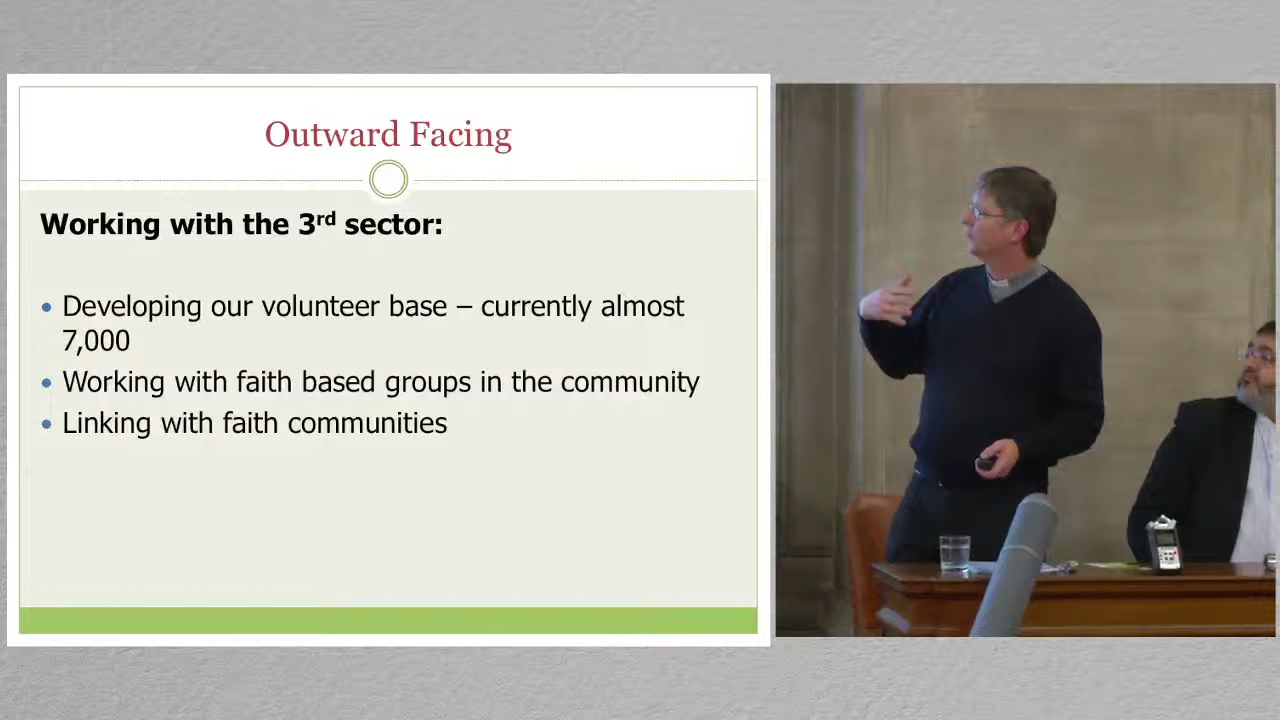 Outward Facing
Working with the 3rd sector:
• Developing our volunteer base – currently almost
7,000
• Working with faith based groups in the community
• Linking with faith communities